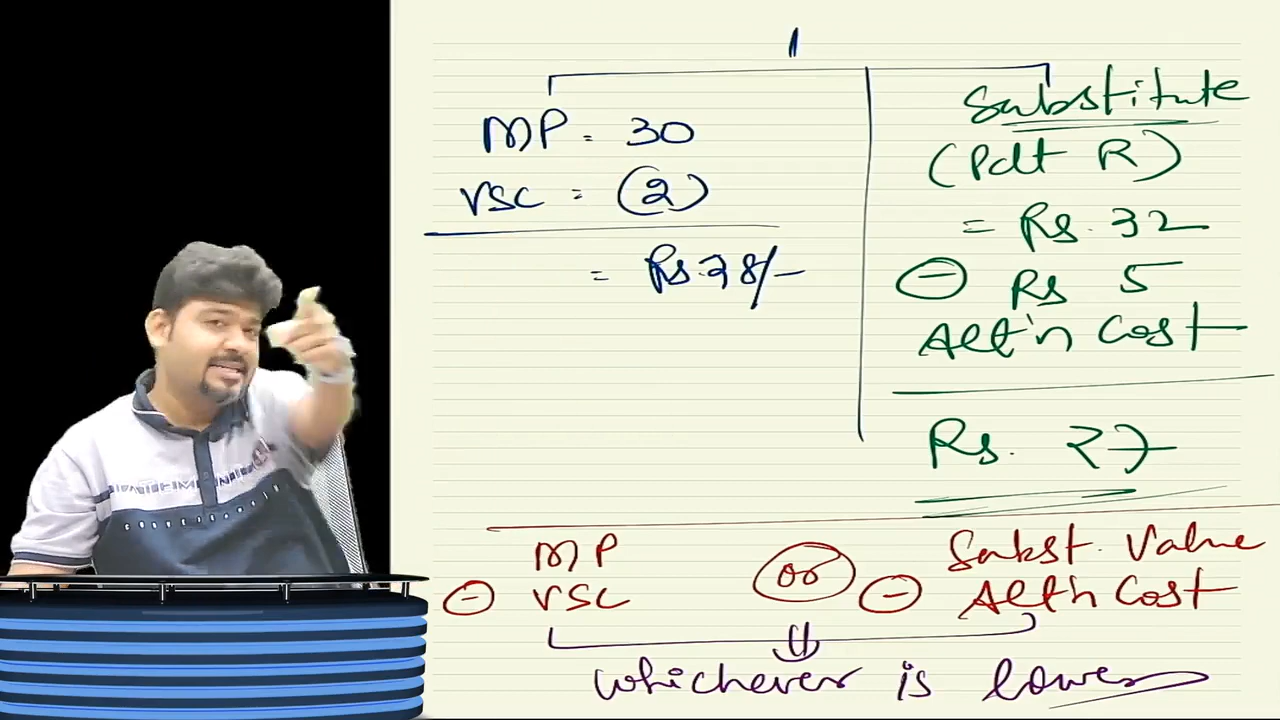 MP = 30
VSC = (2)
= Rs.28/-
Substitute
(Pdt R)
= Rs. 32
- Rs 5
Alt'n Cost
Rs. 27
MP
- VSC
or
Subst. Value
- Alt'n Cost
whichever is lower